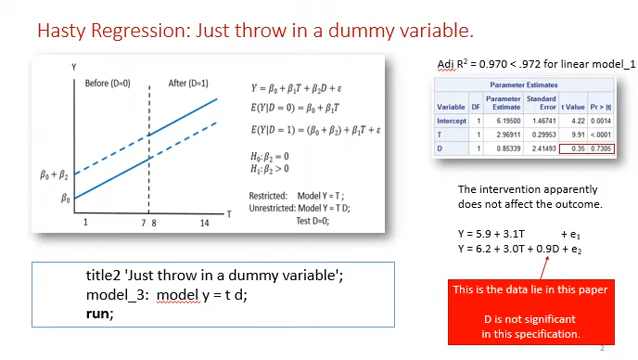 Hasty Regression: Just throw in a dummy variable.
Y
Before (D=0)
After (D=1)
β₀ + β₂
β₀
1
7
8
14
T
Y = β₀ + β₁T + β₂D + ε
E(Y|D = 0) = β₀ + β₁T
E(Y|D = 1) = (β₀ + β₂) + β₁T + ε
H₀: β₂ = 0
H₁: β₂ > 0
Restricted: Model Y = T ;
Unrestricted: Model Y = T D;
Test D=0;
Adj R² = 0.970 < .972 for linear model_1
Parameter Estimates
Variable DF Parameter Estimate Standard Error t Value Pr > |t|
Intercept 1 6.19500 1.46741 4.22 0.0014
T 1 2.96911 0.29953 9.91 <.0001
D 1 0.85339 2.41493 0.35 0.7305
The intervention apparently
does not affect the outcome.
Y = 5.9 + 3.1T + e₁
Y = 6.2 + 3.0T + 0.9D + e₂
This is the data lie in this paper
D is not significant
in this specification.
title2 'Just throw in a dummy variable';
model_3: model y = t d;
run;
2